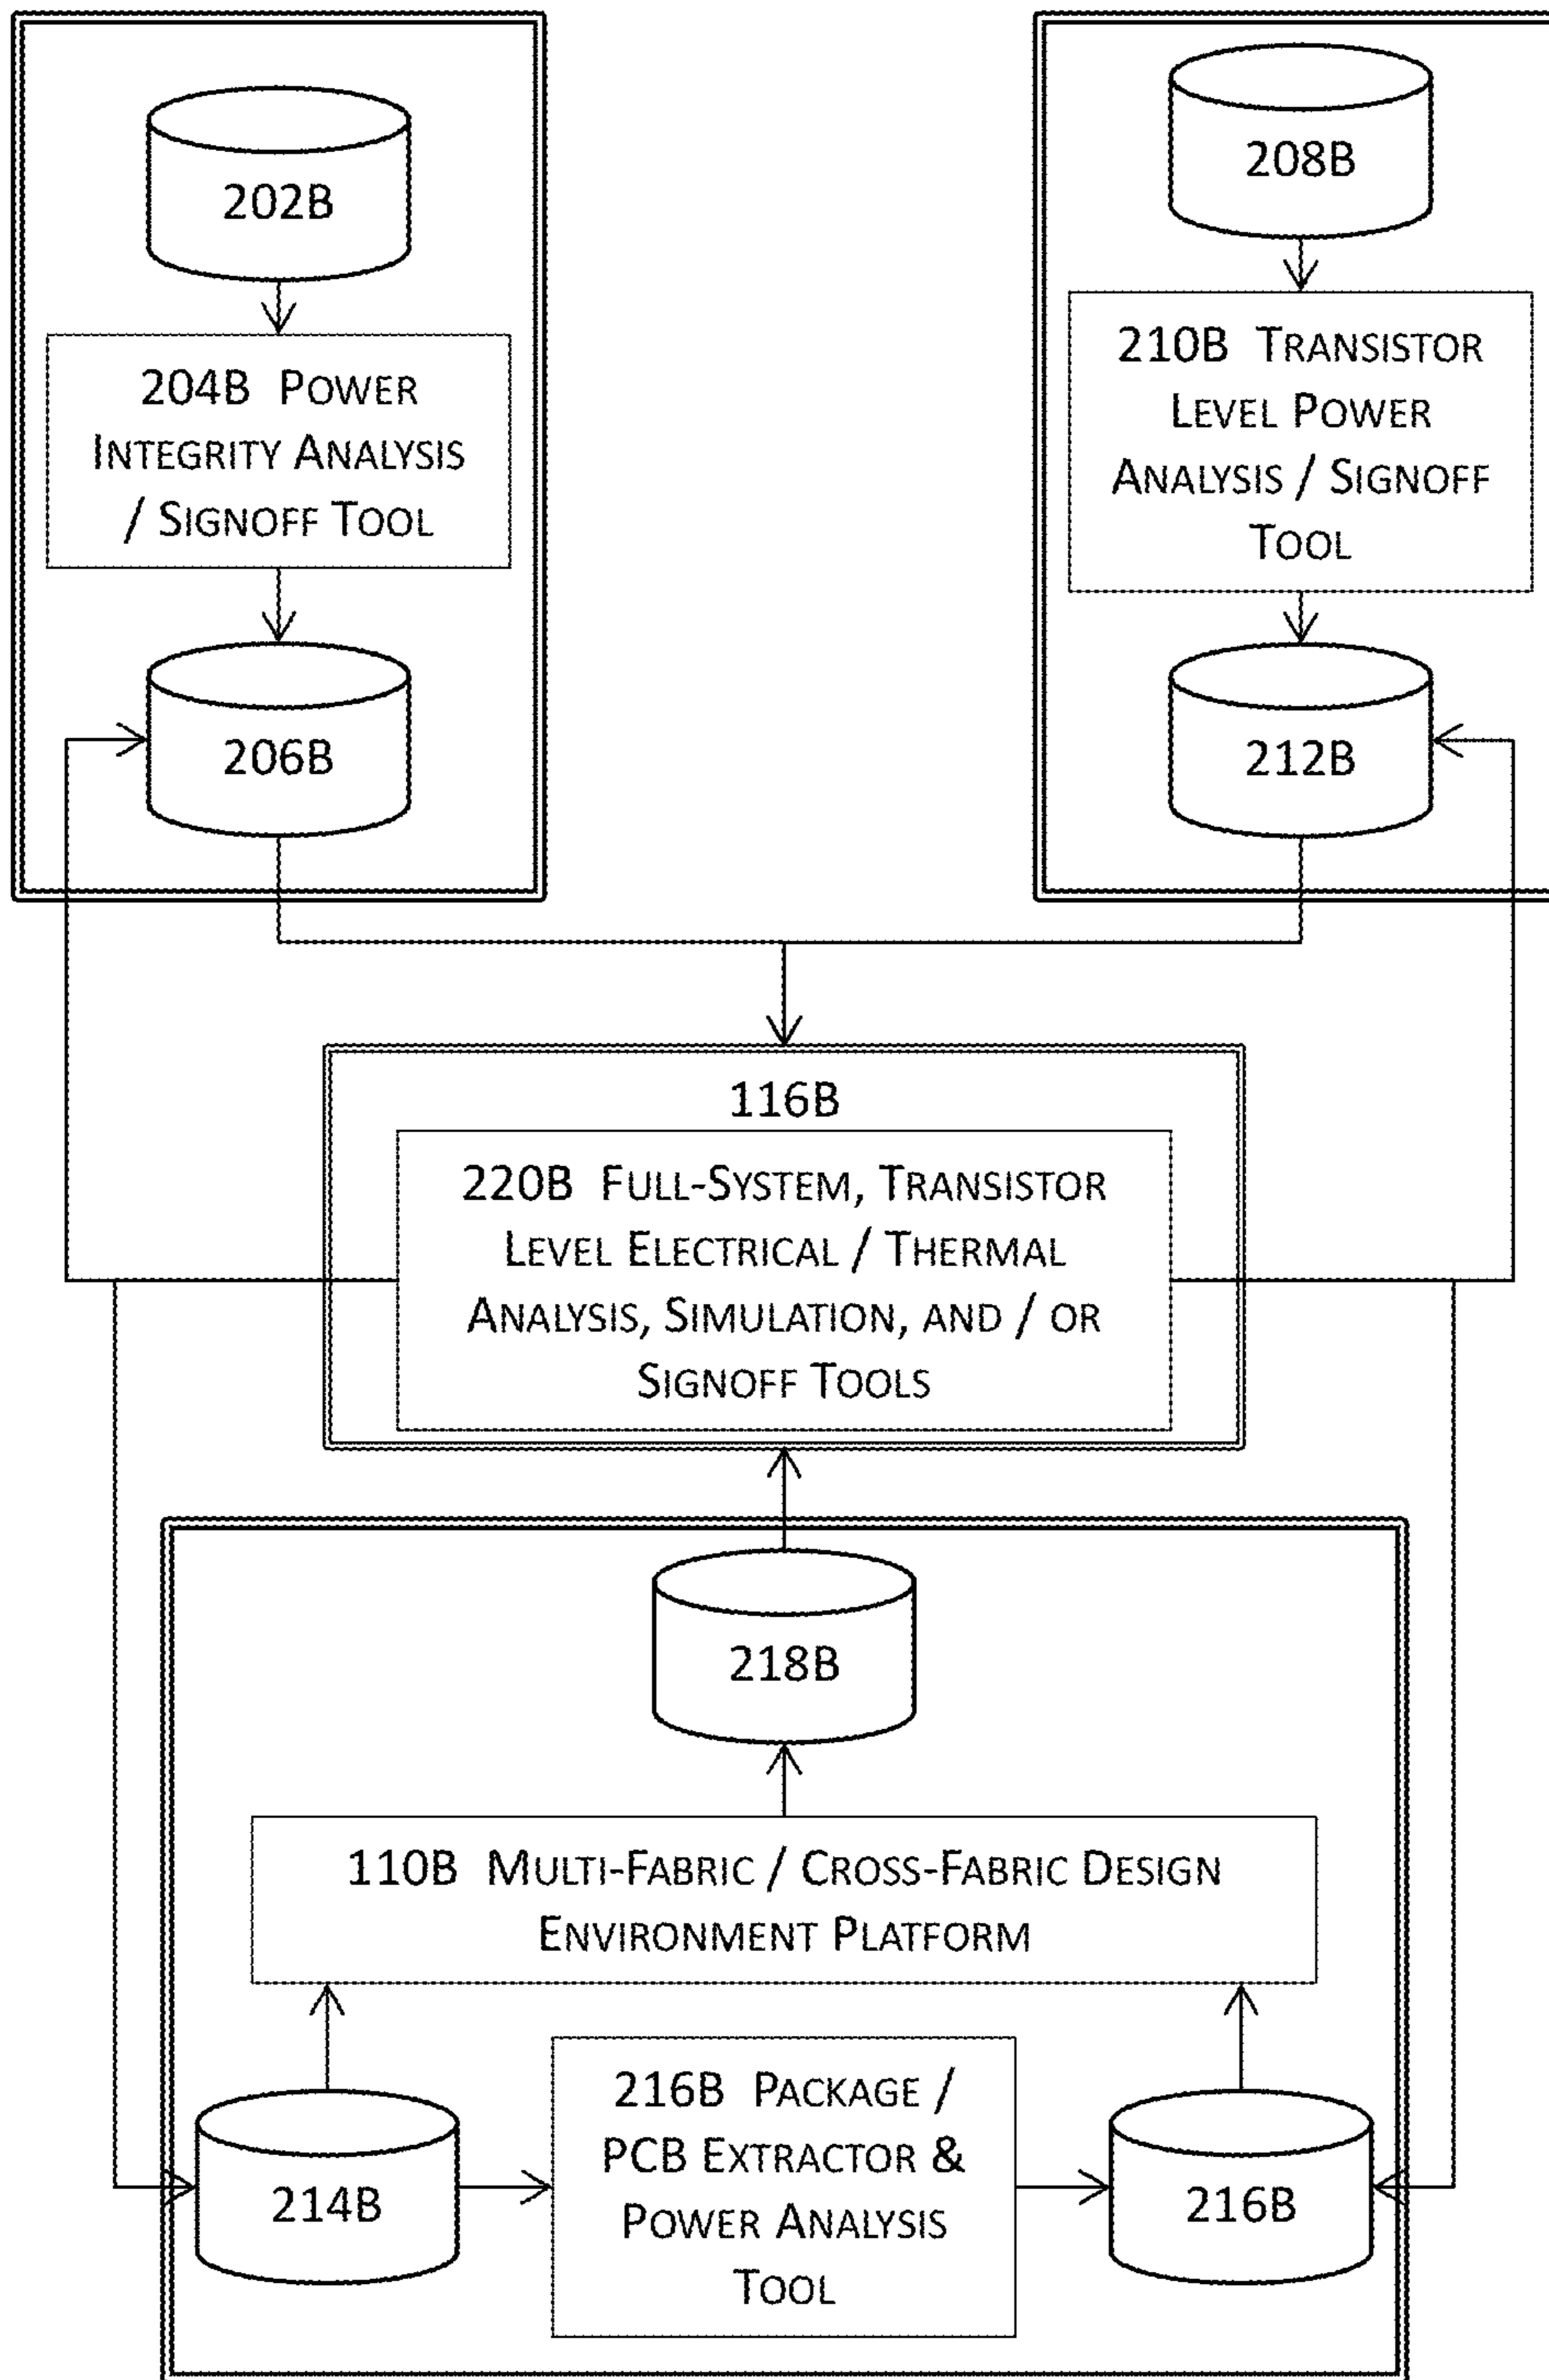 202B
204B POWER
INTEGRITY ANALYSIS
/ SIGNOFF TOOL
206B
208B
210B TRANSISTOR
LEVEL POWER
ANALYSIS / SIGNOFF
TOOL
212B
116B
220B FULL-SYSTEM, TRANSISTOR
LEVEL ELECTRICAL / THERMAL
ANALYSIS, SIMULATION, AND / OR
SIGNOFF TOOLS
218B
110B MULTI-FABRIC / CROSS-FABRIC DESIGN
ENVIRONMENT PLATFORM
214B
216B PACKAGE /
PCB EXTRACTOR &
POWER ANALYSIS
TOOL
216B